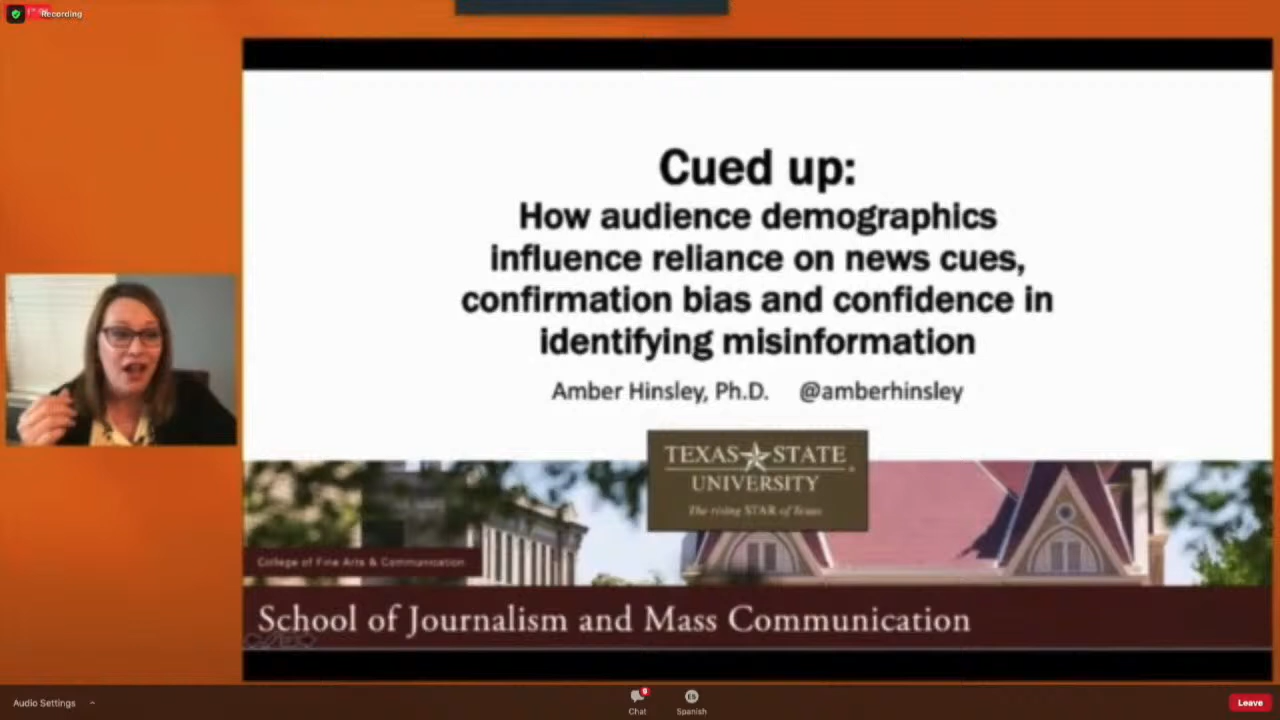 Recording
Cued up:
How audience demographics
influence reliance on news cues,
confirmation bias and confidence in
identifying misinformation
Amber Hinsley, Ph.D. @amberhinsley
TEXAS STATE
UNIVERSITY
The rising STAR of Texas
College of Fine Arts & Communication
School of Journalism and Mass Communication
Audio Settings
Chat
ES
Spanish
Leave